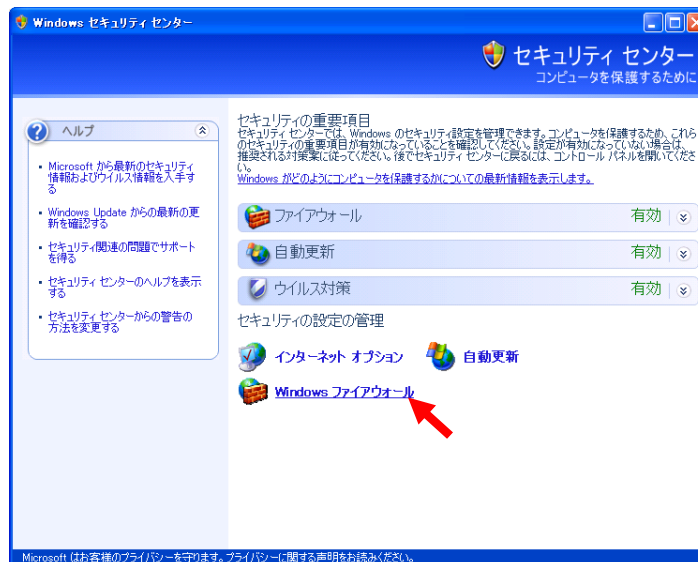 Windows セキュリティ センター
セキュリティ センター
コンピュータを保護するために
ヘルプ
Microsoft から最新のセキュリティ
情報およびウイルス情報を入手す
る
Windows Update からの最新の更
新を確認する
セキュリティ関連の問題でサポート
を得る
セキュリティ センターのヘルプを表示
する
セキュリティ センターからの警告の
方法を変更する
セキュリティの重要項目
セキュリティ センターでは、Windows のセキュリティ設定を管理できます。コンピュータを保護するため、これら
のセキュリティの重要項目が有効になっていることを確認してください。設定が有効になっていない場合は、
推奨される対策案に従ってください。後でセキュリティ センターに戻るには、コントロール パネルを開いてくださ
い。
Windows がどのようにコンピュータを保護するかについての最新情報を表示します。
ファイアウォール 有効
自動更新 有効
ウイルス対策 有効
セキュリティの設定の管理
インターネット オプション 自動更新
Windows ファイアウォール
Microsoft はお客様のプライバシーを守ります。プライバシーに関する声明をお読みください。